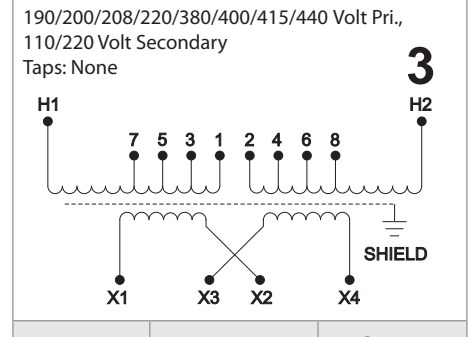 190/200/208/220/380/400/415/440 Volt Pri.,
110/220 Volt Secondary
Taps: None
3
H1 H2
7 5 3 1 2 4 6 8
SHIELD
X1 X3 X2 X4